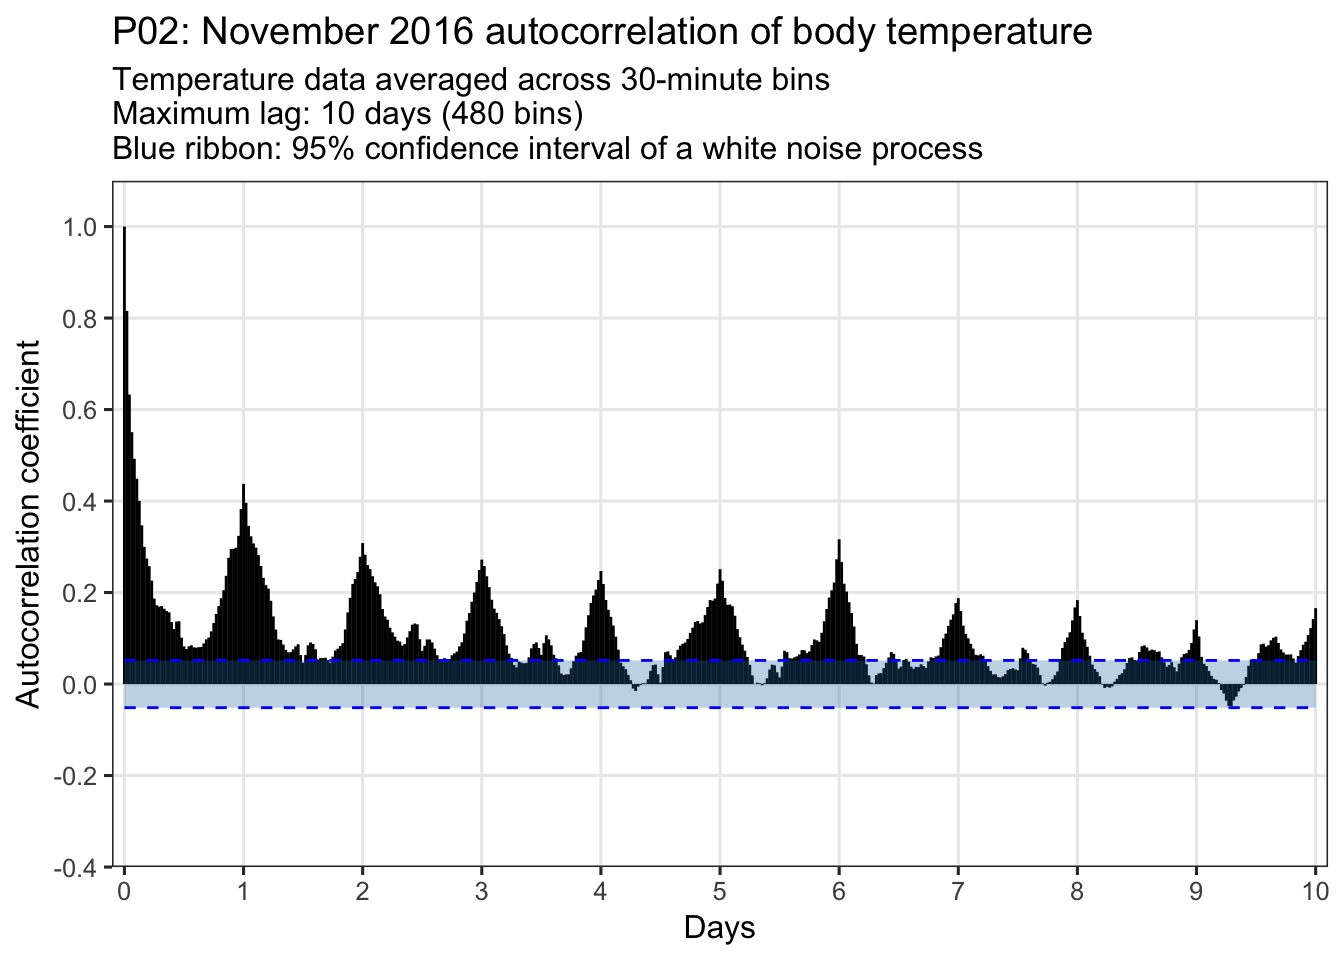 P02: November 2016 autocorrelation of body temperature
Temperature data averaged across 30-minute bins
Maximum lag: 10 days (480 bins)
Blue ribbon: 95% confidence interval of a white noise process
Autocorrelation coefficient
1.0
0.8
0.6
0.4
0.2
0.0
-0.2
-0.4
0 1 2 3 4 5 6 7 8 9 10
Days